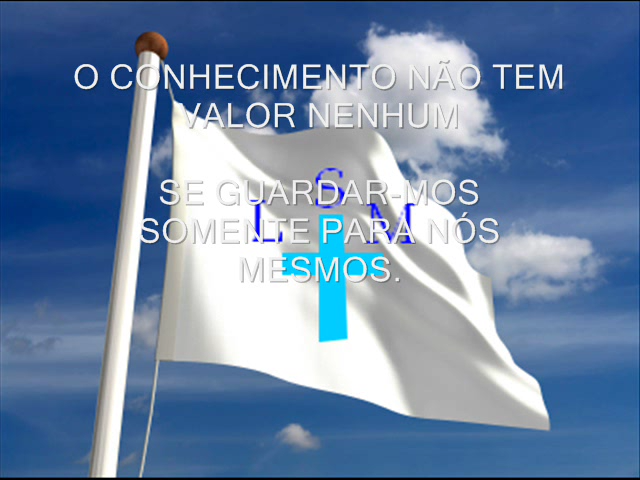 O CONHECIMENTO NÃO TEM
VALOR NENHUM
SE GUARDAR-MOS
SOMENTE PARA NÓS
MESMOS.
L S M